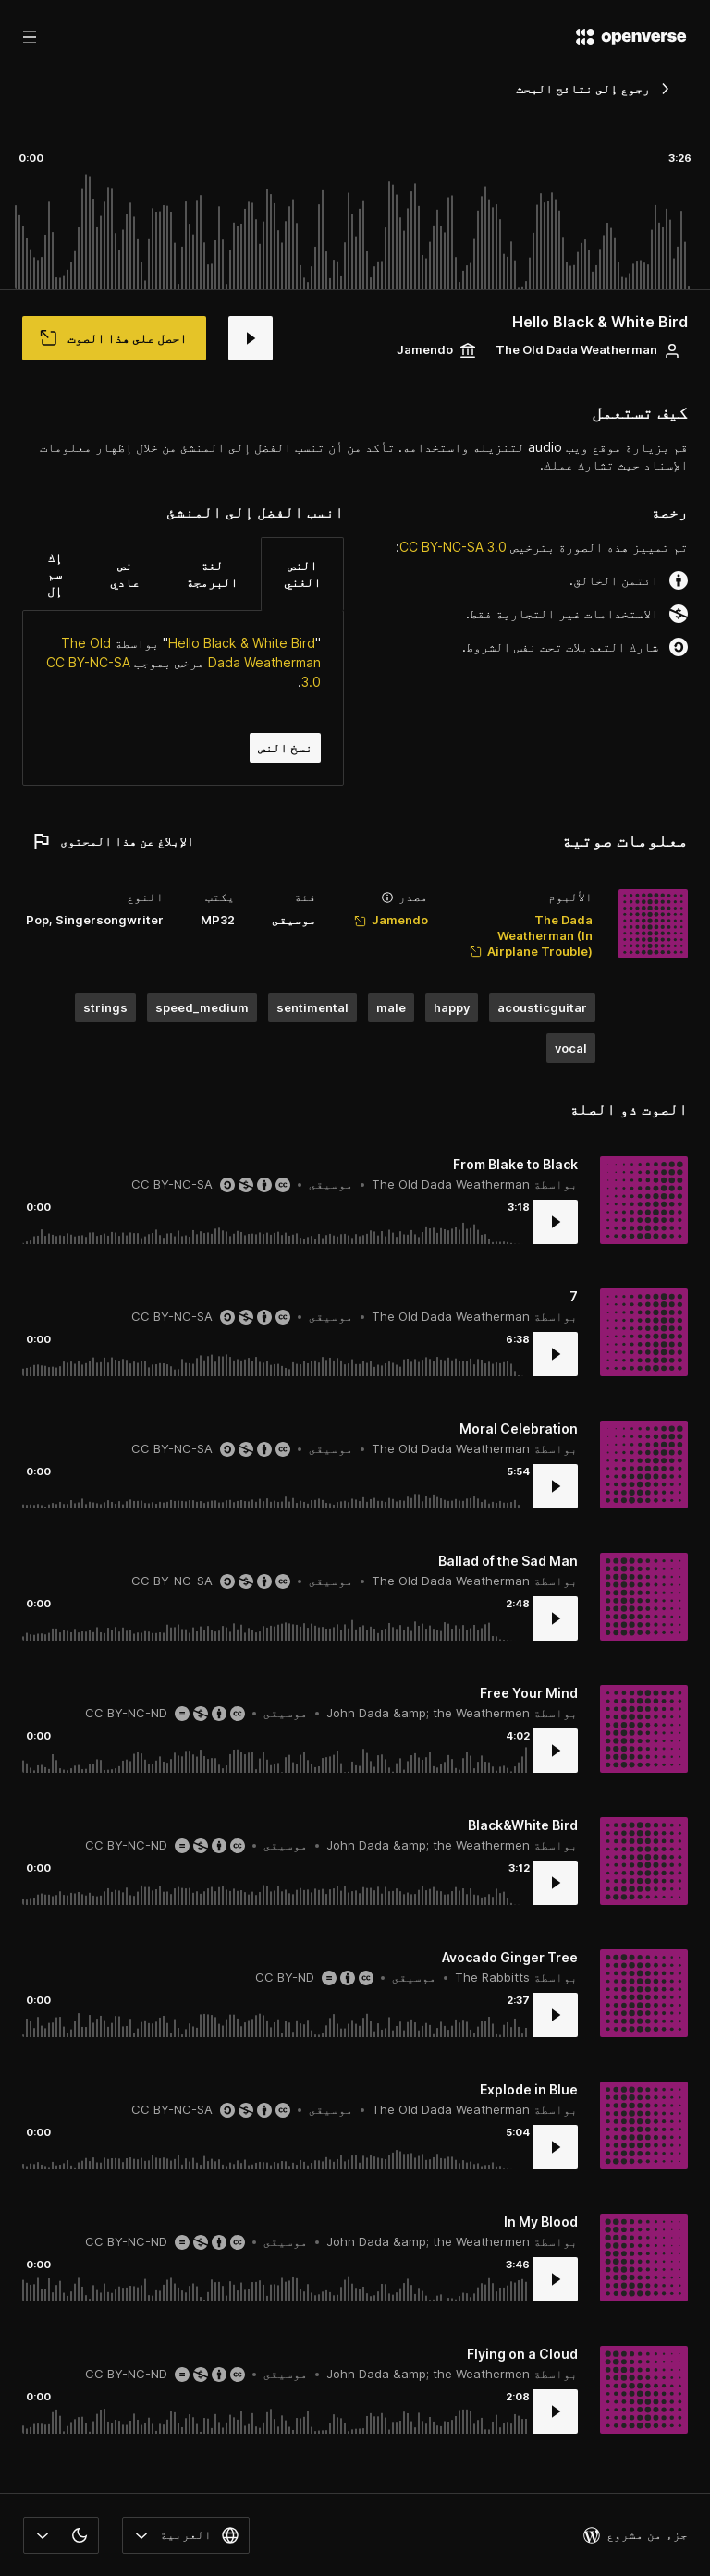 openverse
رجوع إلى نتائج البحث
0:00
3:26
Hello Black & White Bird
The Old Dada Weatherman
Jamendo
احصل على هذا الصوت
كيف تستعمل
قم بزيارة موقع ويب audio لتنزيله واستخدامه. تأكد من أن تنسب الفضل إلى المنشئ من خلال إظهار معلومات
الإسناد حيث تشارك عملك.
رخصة
تم تمييز هذه الصورة بترخيص CC BY-NC-SA 3.0:
ائتمن الخالق.
الاستخدامات غير التجارية فقط.
شارك التعديلات تحت نفس الشروط.
انسب الفضل إلى المنشئ
النص
الغني
لغة
البرمجة
نص
عادي
إك
سم
إل
"Hello Black & White Bird" بواسطة The Old
Dada Weatherman مرخص بموجب CC BY-NC-SA
3.0.
نسخ النص
معلومات صوتية
الإبلاغ عن هذا المحتوى
الألبوم
The Dada
Weatherman (In
Airplane Trouble)
مصدر
Jamendo
فئة
موسيقى
يكتب
MP32
النوع
Pop, Singersongwriter
acousticguitar
happy
male
sentimental
speed_medium
strings
vocal
الصوت ذو الصلة
From Blake to Black
بواسطة The Old Dada Weatherman • موسيقى • CC BY-NC-SA
0:00
3:18
7
بواسطة The Old Dada Weatherman • موسيقى • CC BY-NC-SA
0:00
6:38
Moral Celebration
بواسطة The Old Dada Weatherman • موسيقى • CC BY-NC-SA
0:00
5:54
Ballad of the Sad Man
بواسطة The Old Dada Weatherman • موسيقى • CC BY-NC-SA
0:00
2:48
Free Your Mind
بواسطة John Dada &amp; the Weathermen • موسيقى • CC BY-NC-ND
0:00
4:02
Black&White Bird
بواسطة John Dada &amp; the Weathermen • موسيقى • CC BY-NC-ND
0:00
3:12
Avocado Ginger Tree
بواسطة The Rabbitts • موسيقى • CC BY-ND
0:00
2:37
Explode in Blue
بواسطة The Old Dada Weatherman • موسيقى • CC BY-NC-SA
0:00
5:04
In My Blood
بواسطة John Dada &amp; the Weathermen • موسيقى • CC BY-NC-ND
0:00
3:46
Flying on a Cloud
بواسطة John Dada &amp; the Weathermen • موسيقى • CC BY-NC-ND
0:00
2:08
جزء من مشروع
العربية